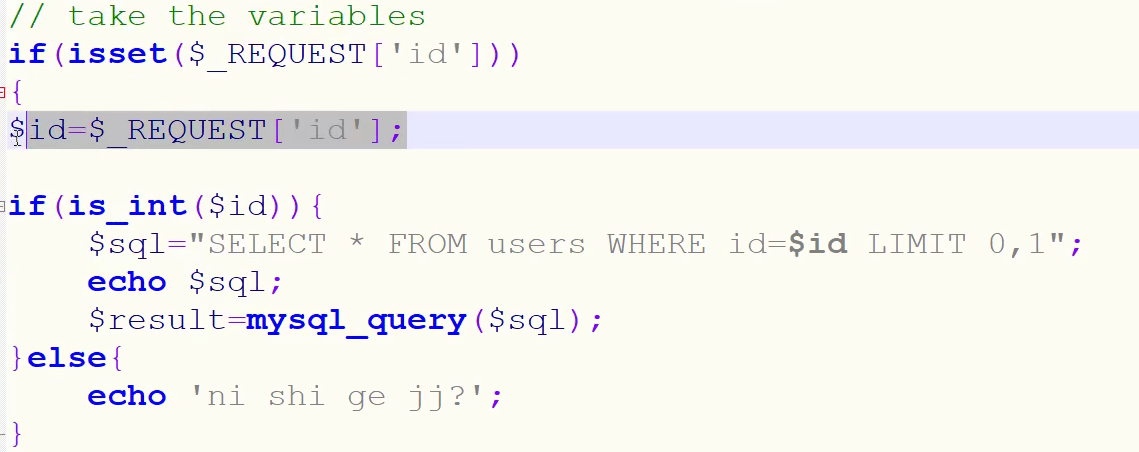 // take the variables
if(isset($_REQUEST['id']))
{
$id=$_REQUEST['id'];
if(is_int($id)){
$sql="SELECT * FROM users WHERE id=$id LIMIT 0,1";
echo $sql;
$result=mysql_query($sql);
}else{
echo 'ni shi ge jj?';
}